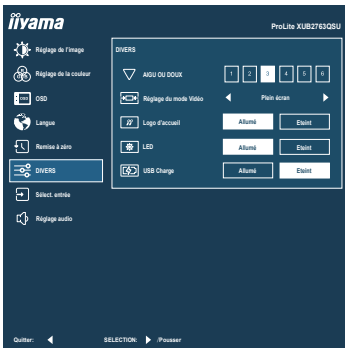 iiyama
ProLite XUB2763QSU
Réglage de l'image
Réglage de la couleur
OSD
OSD
Langue
Remise à zéro
DIVERS
Sélect. entrée
Réglage audio
DIVERS
AIGU OU DOUX 1 2 3 4 5 6
Réglage du mode Vidéo Plein écran
Logo d'accueil Allumé Eteint
LED Allumé Eteint
USB Charge Allumé Eteint
Quitter: SELECTION: /Pousser